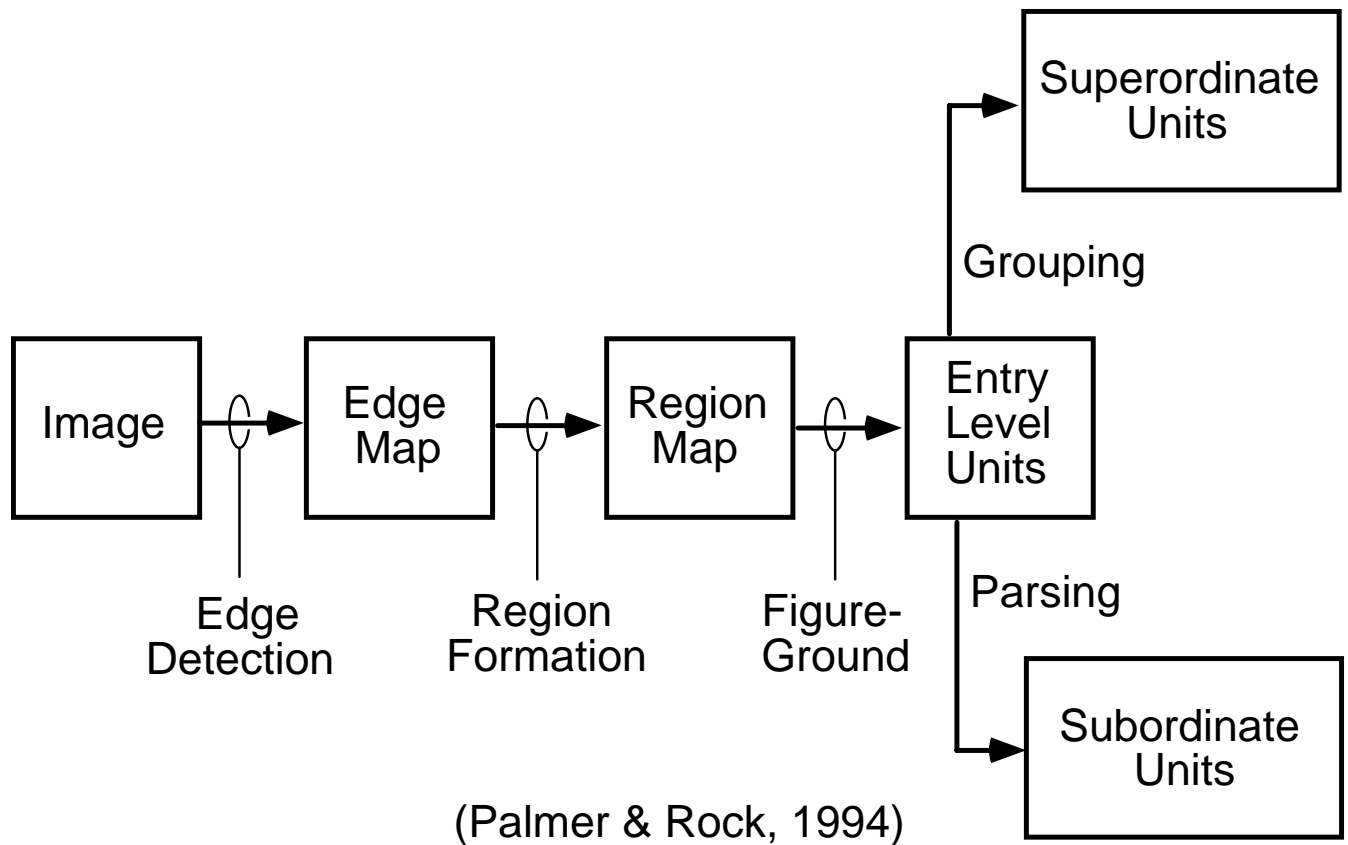 Superordinate
Units
Grouping
Image
Edge
Map
Region
Map
Entry
Level
Units
Edge
Detection
Region
Formation
Figure-
Ground
Parsing
Subordinate
Units
(Palmer & Rock, 1994)